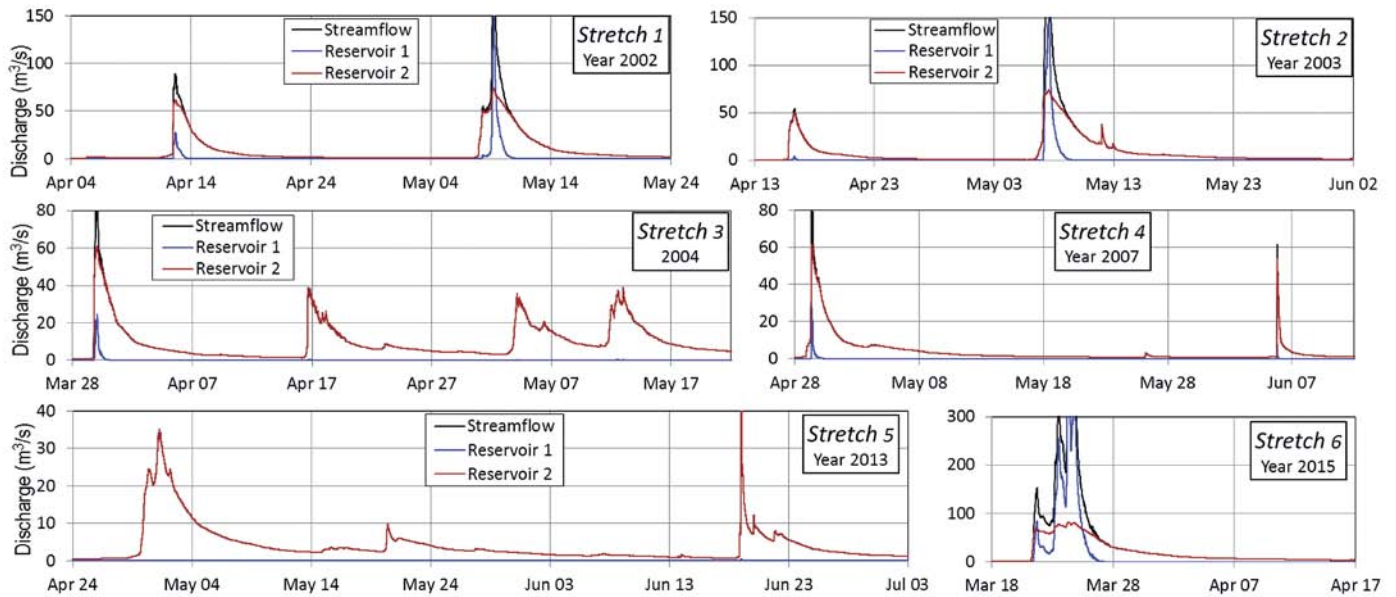 150
100
50
0
Discharge (m³/s)
Streamflow
Reservoir 1
Reservoir 2
Stretch 1
Year 2002
Apr 04 Apr 14 Apr 24 May 04 May 14 May 24
150
100
50
0
Streamflow
Reservoir 1
Reservoir 2
Stretch 2
Year 2003
Apr 13 Apr 23 May 03 May 13 May 23 Jun 02
80
60
40
20
0
Discharge (m³/s)
Streamflow
Reservoir 1
Reservoir 2
Stretch 3
2004
Mar 28 Apr 07 Apr 17 Apr 27 May 07 May 17
80
60
40
20
0
Streamflow
Reservoir 1
Reservoir 2
Stretch 4
Year 2007
Apr 28 May 08 May 18 May 28 Jun 07
40
30
20
10
0
Discharge (m³/s)
Streamflow
Reservoir 1
Reservoir 2
Stretch 5
Year 2013
Apr 24 May 04 May 14 May 24 Jun 03 Jun 13 Jun 23 Jul 03
300
200
100
0
Stretch 6
Year 2015
Mar 18 Mar 28 Apr 07 Apr 17